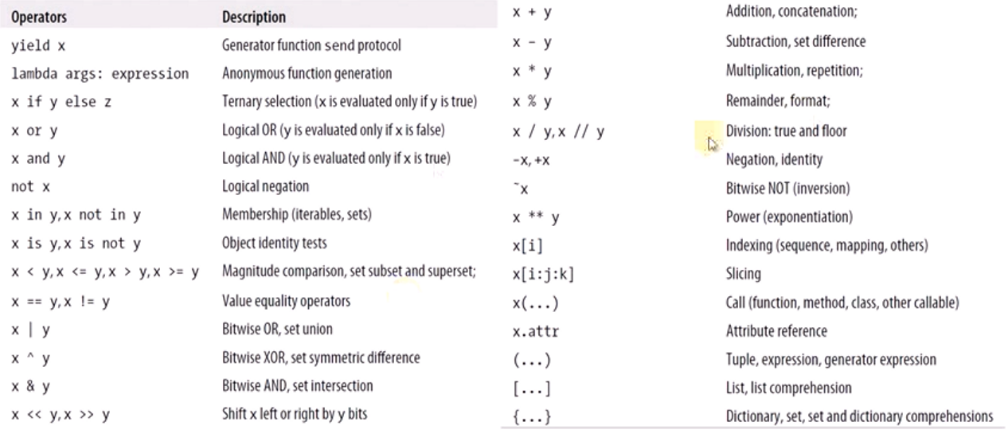 Operators Description
yield x Generator function send protocol
lambda args: expression Anonymous function generation
x if y else z Ternary selection (x is evaluated only if y is true)
x or y Logical OR (y is evaluated only if x is false)
x and y Logical AND (y is evaluated only if x is true)
not x Logical negation
x in y, x not in y Membership (iterables, sets)
x is y, x is not y Object identity tests
x < y, x <= y, x > y, x >= y Magnitude comparison, set subset and superset;
x == y, x != y Value equality operators
x | y Bitwise OR, set union
x ^ y Bitwise XOR, set symmetric difference
x & y Bitwise AND, set intersection
x << y, x >> y Shift x left or right by y bits
x + y Addition, concatenation;
x - y Subtraction, set difference
x * y Multiplication, repetition;
x % y Remainder, format;
x / y, x // y Division: true and floor
-x, +x Negation, identity
~x Bitwise NOT (inversion)
x ** y Power (exponentiation)
x[i] Indexing (sequence, mapping, others)
x[i:j:k] Slicing
x(...) Call (function, method, class, other callable)
x.attr Attribute reference
(...) Tuple, expression, generator expression
[...] List, list comprehension
{...} Dictionary, set, set and dictionary comprehensions